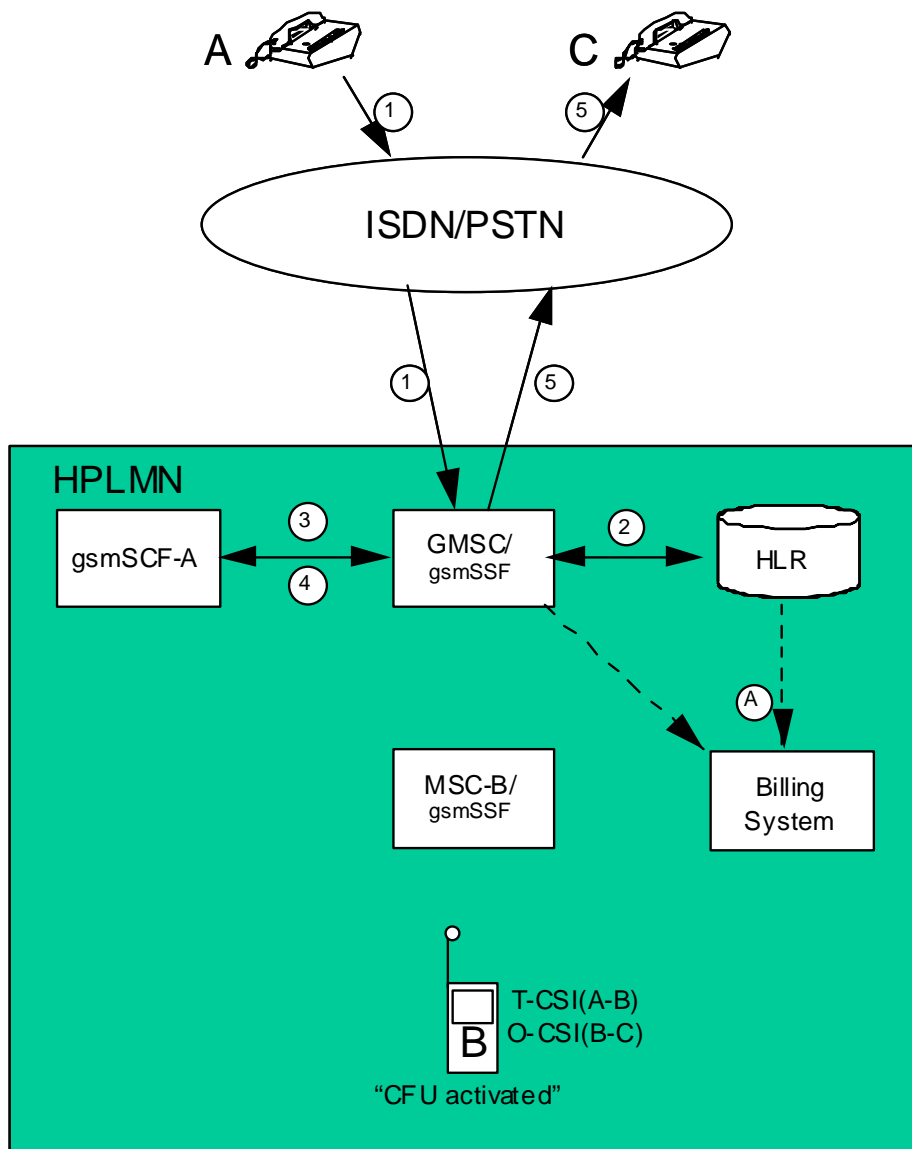 A
C
1
5
ISDN/PSTN
1
5
HPLMN
gsmSCF-A
3
4
GMSC/
gsmSSF
2
HLR
A
MSC-B/
gsmSSF
Billing
System
T-CSI(A-B)
O-CSI(B-C)
B
“CFU activated”